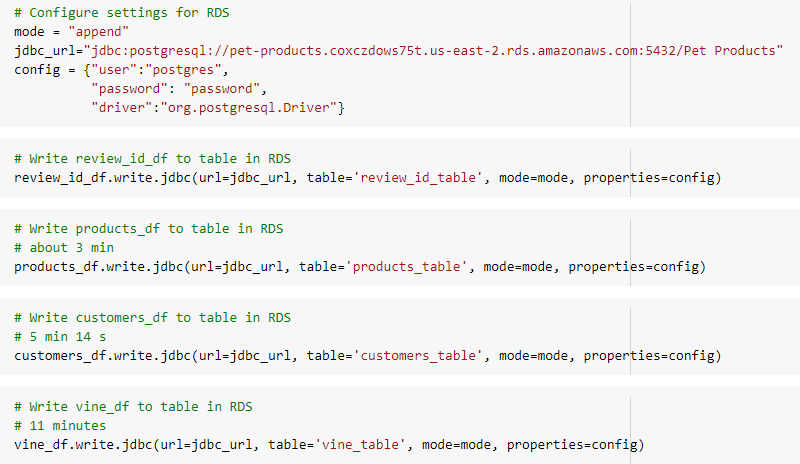 # Configure settings for RDS
mode = "append"
jdbc_url="jdbc:postgresql://pet-products.coxczdows75t.us-east-2.rds.amazonaws.com:5432/Pet Products"
config = {"user":"postgres",
          "password": "password",
          "driver":"org.postgresql.Driver"}
# Write review_id_df to table in RDS
review_id_df.write.jdbc(url=jdbc_url, table='review_id_table', mode=mode, properties=config)
# Write products_df to table in RDS
# about 3 min
products_df.write.jdbc(url=jdbc_url, table='products_table', mode=mode, properties=config)
# Write customers_df to table in RDS
# 5 min 14 s
customers_df.write.jdbc(url=jdbc_url, table='customers_table', mode=mode, properties=config)
# Write vine_df to table in RDS
# 11 minutes
vine_df.write.jdbc(url=jdbc_url, table='vine_table', mode=mode, properties=config)